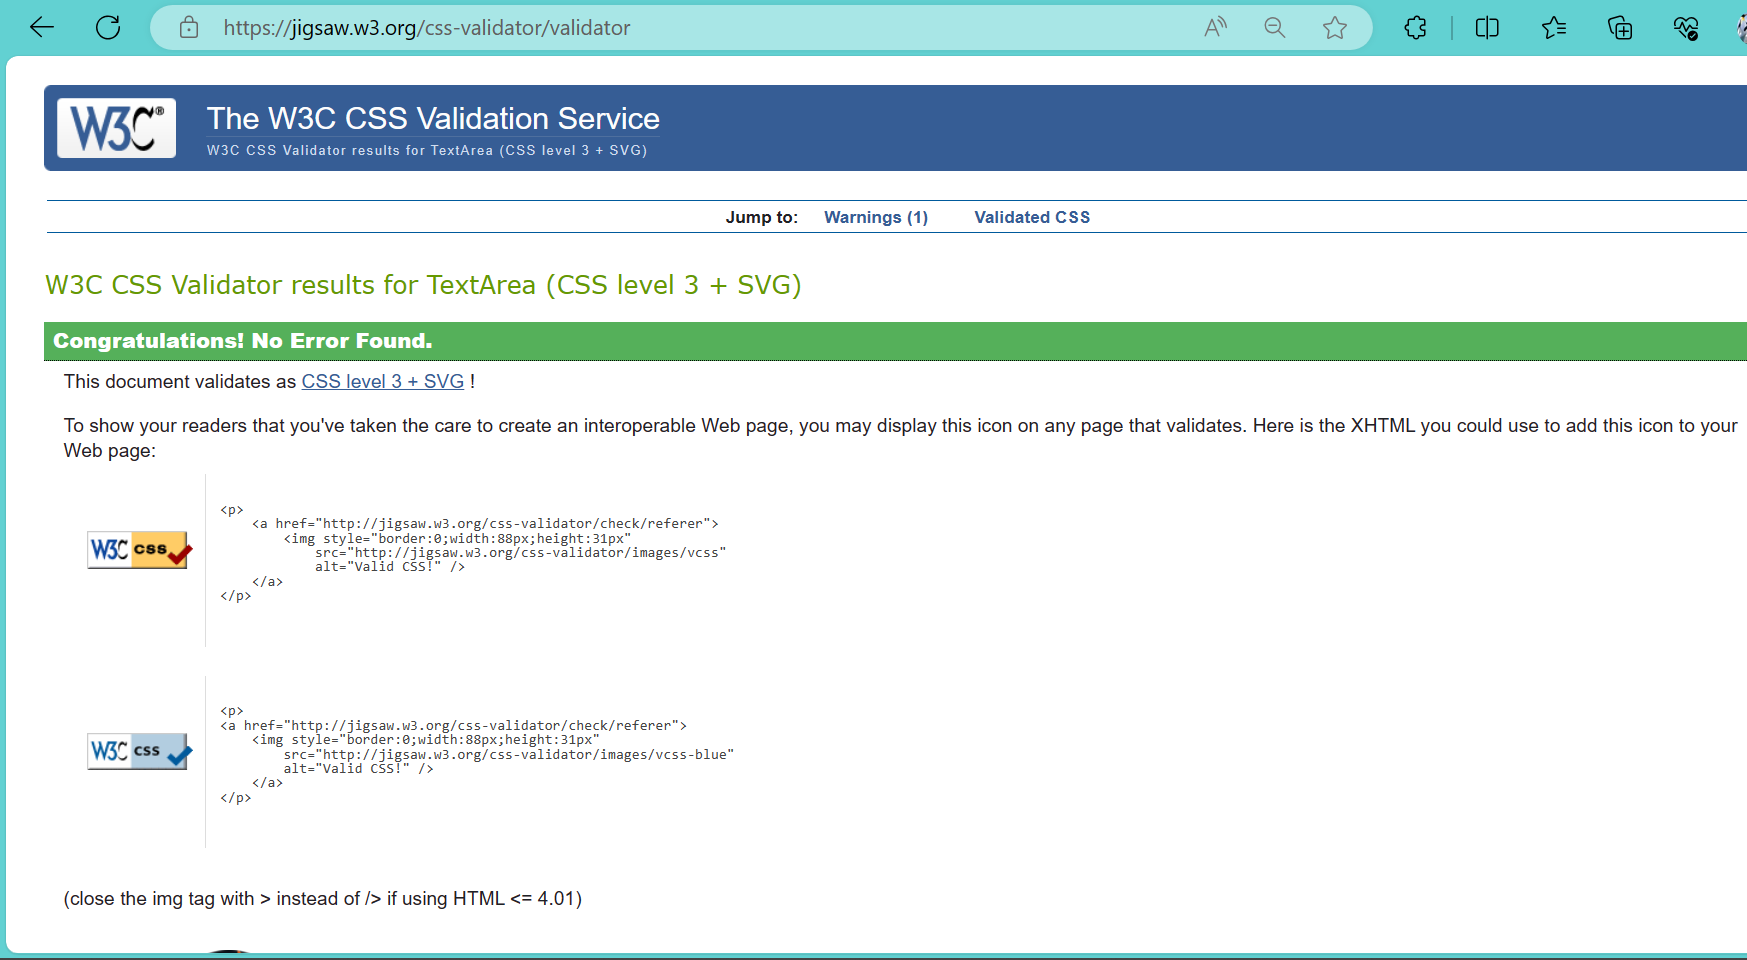 https://jigsaw.w3.org/css-validator/validator
W3C®
The W3C CSS Validation Service
W3C CSS Validator results for TextArea (CSS level 3 + SVG)
Jump to: Warnings (1) Validated CSS
W3C CSS Validator results for TextArea (CSS level 3 + SVG)
Congratulations! No Error Found.
This document validates as CSS level 3 + SVG !
To show your readers that you've taken the care to create an interoperable Web page, you may display this icon on any page that validates. Here is the XHTML you could use to add this icon to your
Web page:
W3C css
<p>
<a href="http://jigsaw.w3.org/css-validator/check/referer">
<img style="border:0;width:88px;height:31px"
src="http://jigsaw.w3.org/css-validator/images/vcss"
alt="Valid CSS!" />
</a>
</p>
W3C css
<p>
<a href="http://jigsaw.w3.org/css-validator/check/referer">
<img style="border:0;width:88px;height:31px"
src="http://jigsaw.w3.org/css-validator/images/vcss-blue"
alt="Valid CSS!" />
</a>
</p>
(close the img tag with > instead of /> if using HTML <= 4.01)